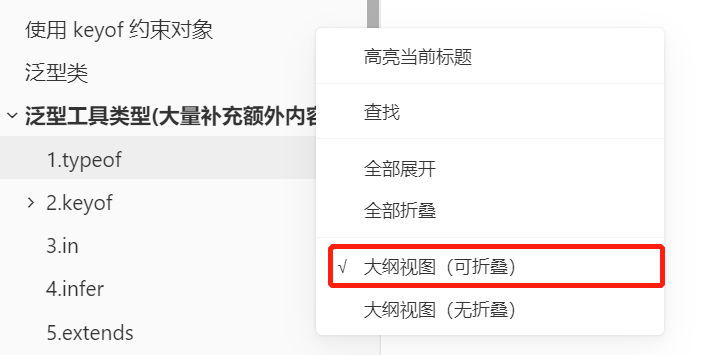 使用 keyof 约束对象
泛型类
泛型工具类型(大量补充额外内容
1.typeof
2.keyof
3.in
4.infer
5.extends
高亮当前标题
查找
全部展开
全部折叠
√ 大纲视图（可折叠）
大纲视图（无折叠）